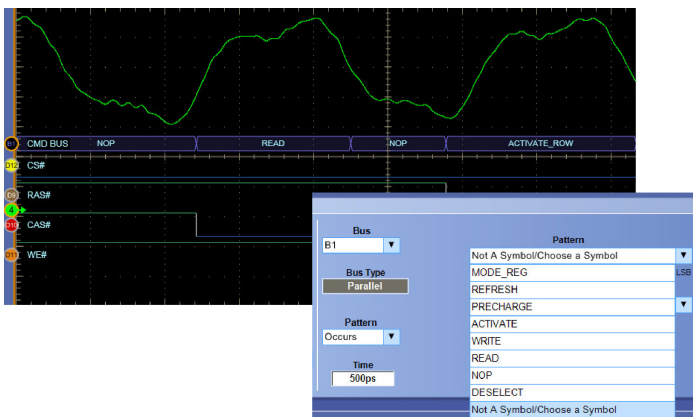 B1 CMD BUS NOP READ NOP ACTIVATE_ROW
D12 CS#
D9 RAS#
4
D10 CAS#
D11 WE#
Bus
B1
Bus Type
Parallel
Pattern
Occurs
Time
500ps
Pattern
Not A Symbol/Choose a Symbol
LSB
MODE_REG
REFRESH
PRECHARGE
ACTIVATE
WRITE
READ
NOP
DESELECT
Not A Symbol/Choose a Symbol